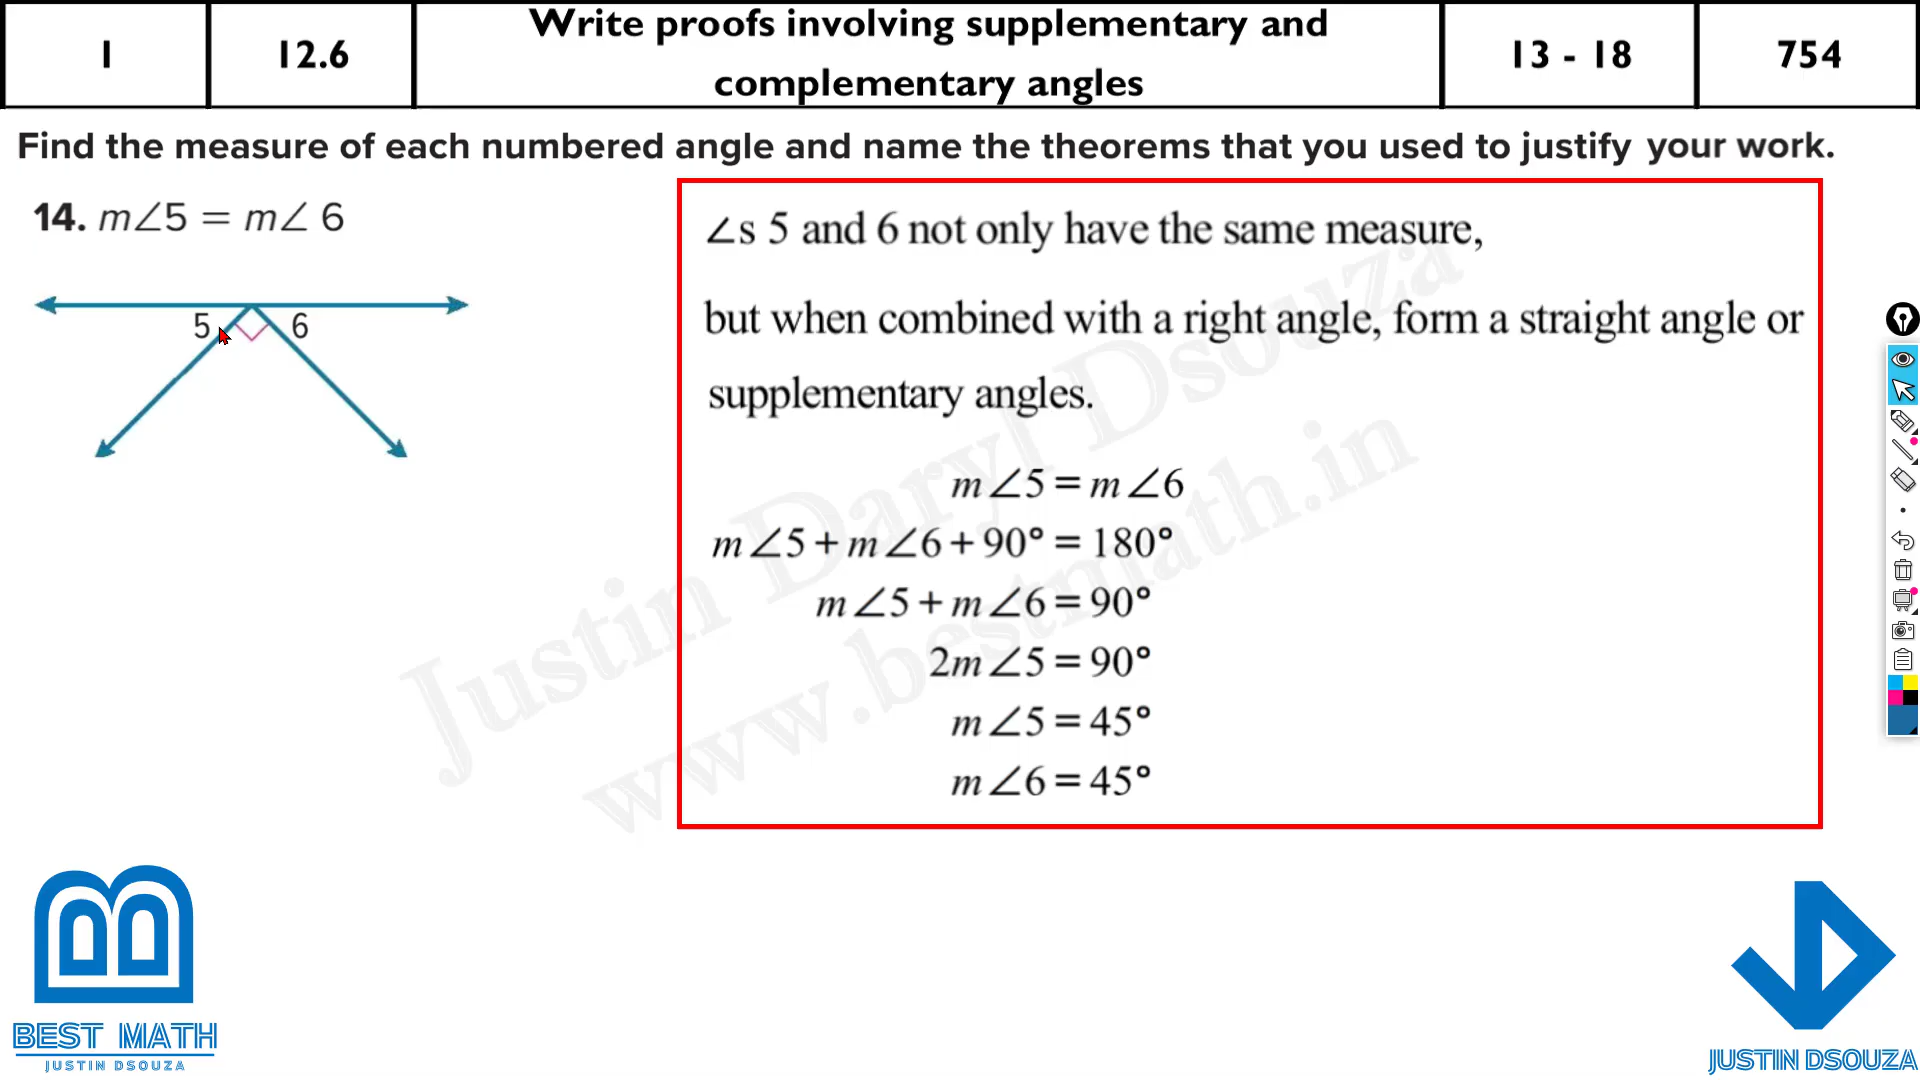 1
12.6
Write proofs involving supplementary and
complementary angles
13 - 18
754
Find the measure of each numbered angle and name the theorems that you used to justify your work.
14. m∠5 = m∠ 6
5
6
∠s 5 and 6 not only have the same measure,
but when combined with a right angle, form a straight angle or
supplementary angles.
m∠5 = m∠6
m∠5 + m∠6 + 90° = 180°
m∠5 + m∠6 = 90°
2m∠5 = 90°
m∠5 = 45°
m∠6 = 45°
Justin Daryl Dsouza
www.bestmath.in
BEST MATH
JUSTIN DSOUZA
JUSTIN DSOUZA